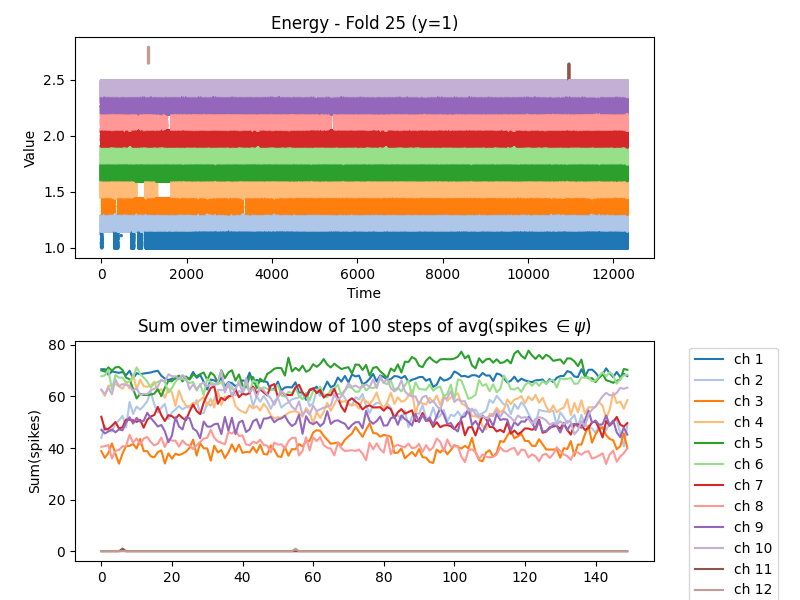 Energy - Fold 25 (y=1)
Value
2.5
2.0
1.5
1.0
0 2000 4000 6000 8000 10000 12000
Time
Sum over timewindow of 100 steps of avg(spikes ∈ ψ)
Sum(spikes)
80
60
40
20
0
0 20 40 60 80 100 120 140
ch 1
ch 2
ch 3
ch 4
ch 5
ch 6
ch 7
ch 8
ch 9
ch 10
ch 11
ch 12